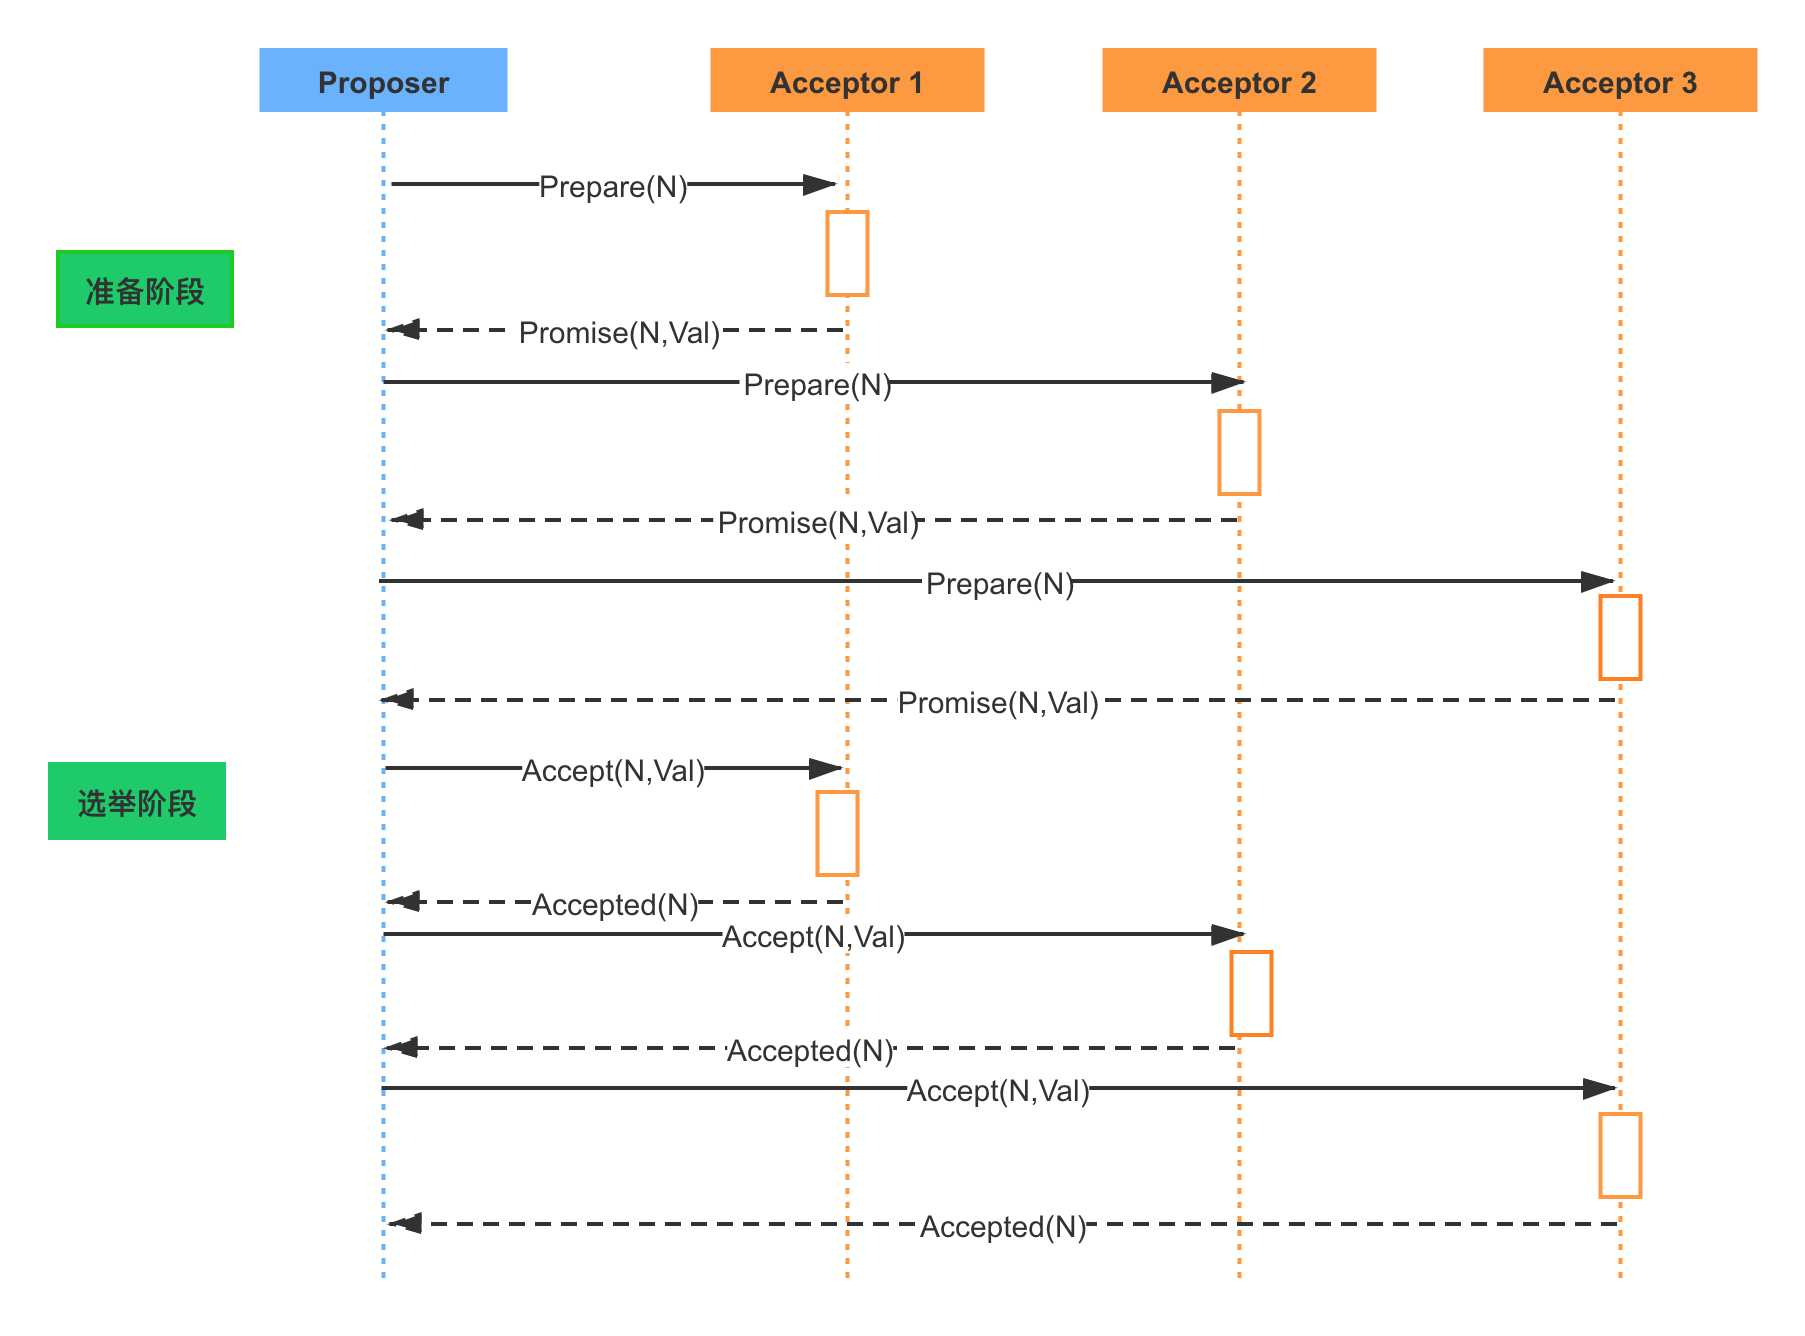 Proposer
Acceptor 1
Acceptor 2
Acceptor 3
Prepare(N)
准备阶段
Promise(N,Val)
Prepare(N)
Promise(N,Val)
Prepare(N)
Promise(N,Val)
Accept(N,Val)
选举阶段
Accepted(N)
Accept(N,Val)
Accepted(N)
Accept(N,Val)
Accepted(N)